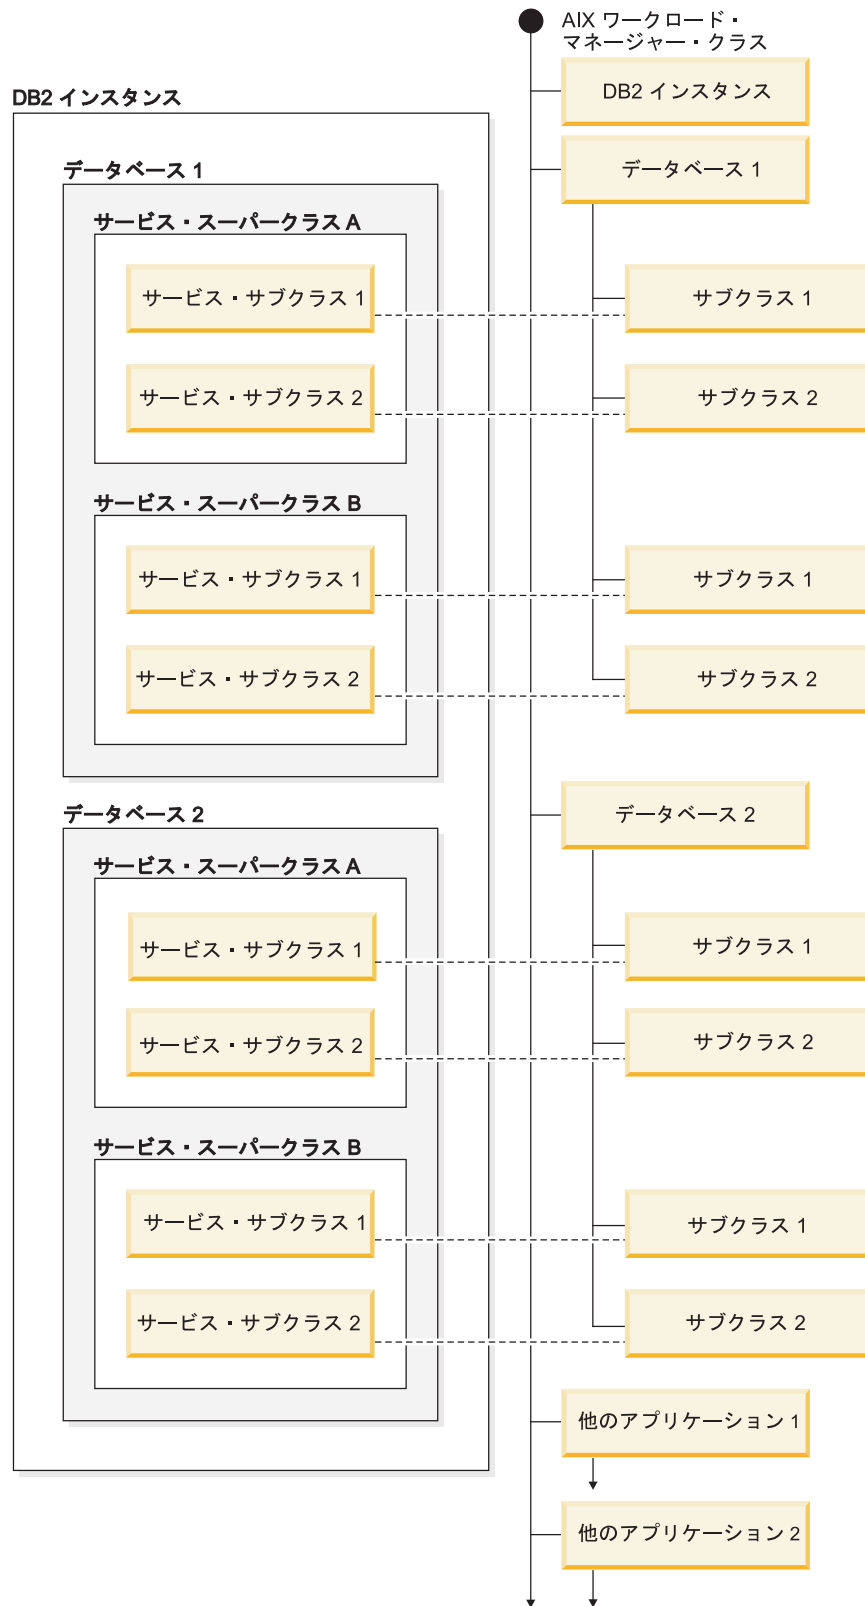 AIX ワークロード・
マネージャー・クラス
DB2 インスタンス
データベース 1
サブクラス 1
サブクラス 2
サブクラス 1
サブクラス 2
データベース 2
サブクラス 1
サブクラス 2
サブクラス 1
サブクラス 2
他のアプリケーション 1
他のアプリケーション 2
DB2 インスタンス
データベース 1
サービス・スーパークラス A
サービス・サブクラス 1
サービス・サブクラス 2
サービス・スーパークラス B
サービス・サブクラス 1
サービス・サブクラス 2
データベース 2
サービス・スーパークラス A
サービス・サブクラス 1
サービス・サブクラス 2
サービス・スーパークラス B
サービス・サブクラス 1
サービス・サブクラス 2